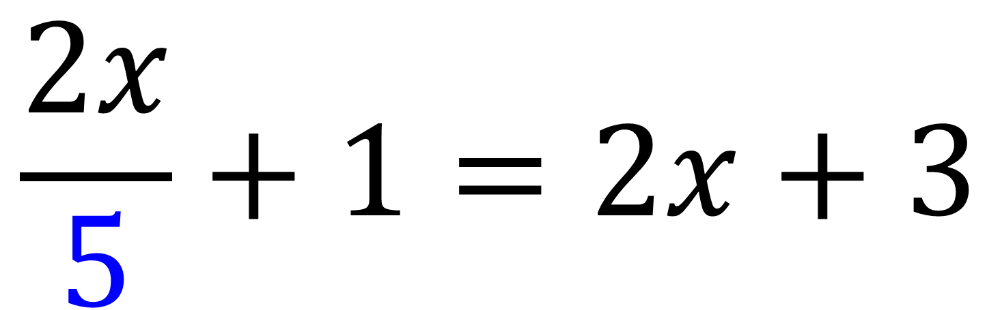 2x/5 + 1 = 2x + 3